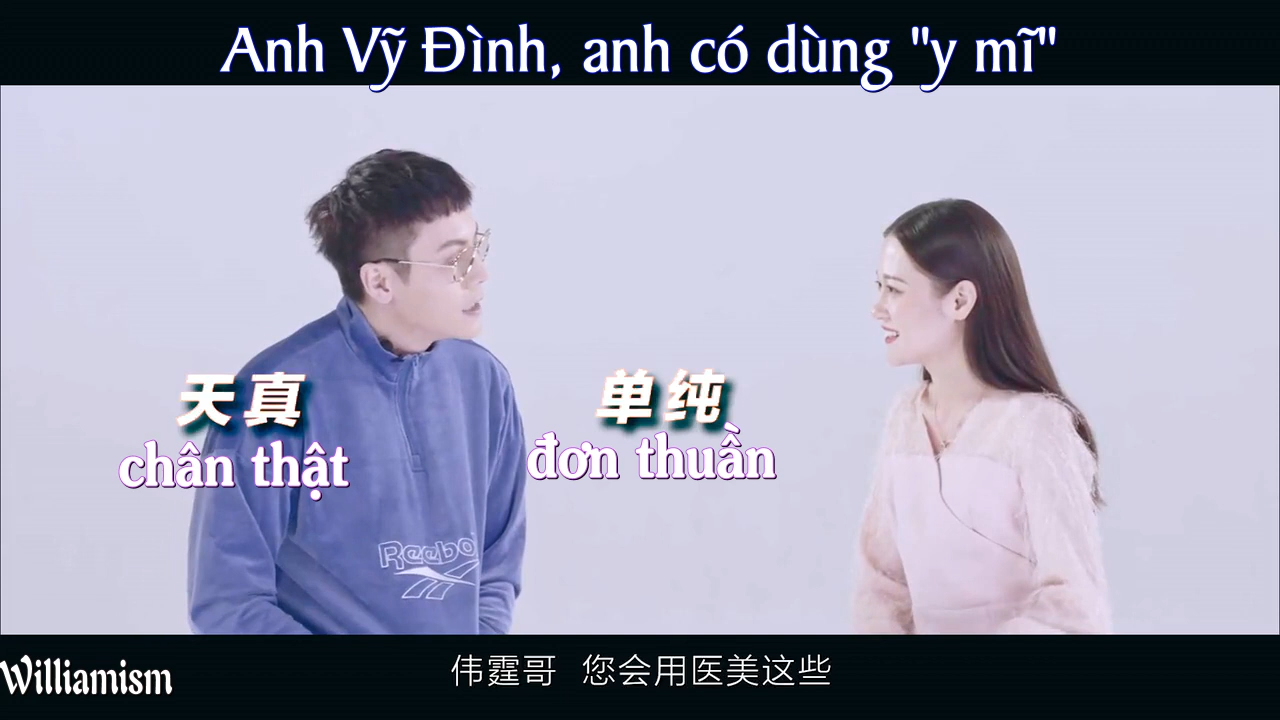 Anh Vỹ Đình, anh có dùng "y mĩ"
天真
单纯
chân thật
đơn thuần
Reebo
伟霆哥 您会用医美这些
Williamism